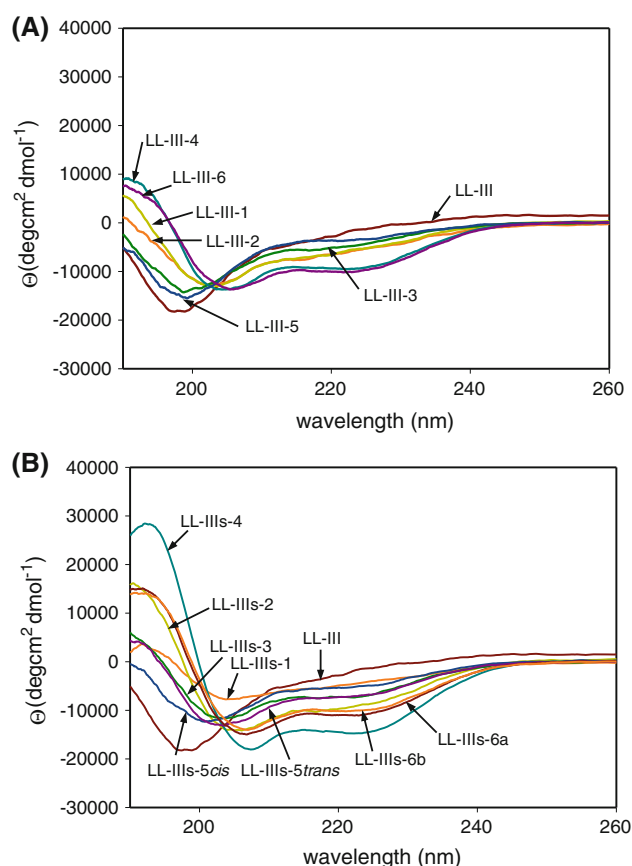 (A)
40000
30000
20000
10000
0
-10000
-20000
-30000
Θ(degcm² dmol⁻¹)
LL-III-4
LL-III-6
LL-III-1
LL-III-2
LL-III-5
LL-III
LL-III-3
200
220
240
260
wavelength (nm)
(B)
40000
30000
20000
10000
0
-10000
-20000
-30000
Θ(degcm² dmol⁻¹)
LL-IIIs-4
LL-IIIs-2
LL-IIIs-3
LL-IIIs-1
LL-III
LL-IIIs-5cis
LL-IIIs-5trans
LL-IIIs-6b
LL-IIIs-6a
200
220
240
260
wavelength (nm)